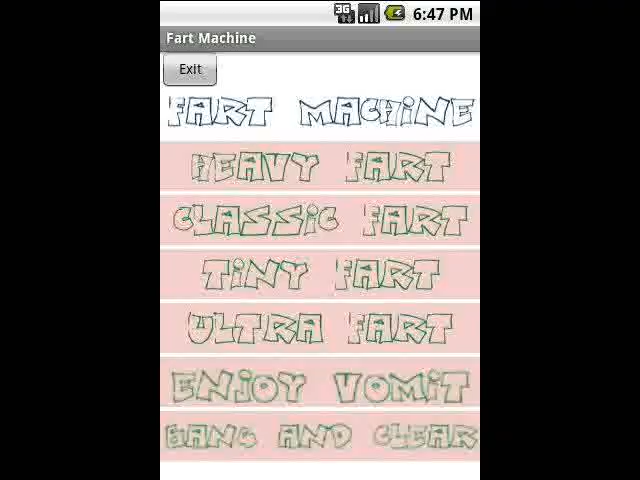 3G 6:47 PM
Fart Machine
Exit
FART MACHINE
HEAVY FART
CLASSIC FART
TINY FART
ULTRA FART
ENJOY VOMIT
BANG AND CLEAR